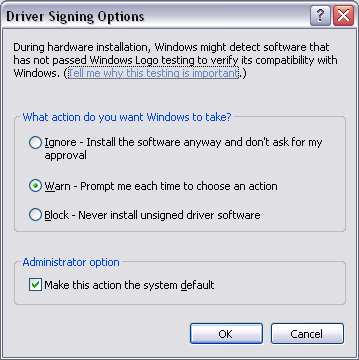 Driver Signing Options
During hardware installation, Windows might detect software that
has not passed Windows Logo testing to verify its compatibility with
Windows. (Tell me why this testing is important.)
What action do you want Windows to take?
Ignore - Install the software anyway and don't ask for my
approval
Warn - Prompt me each time to choose an action
Block - Never install unsigned driver software
Administrator option
Make this action the system default
OK
Cancel